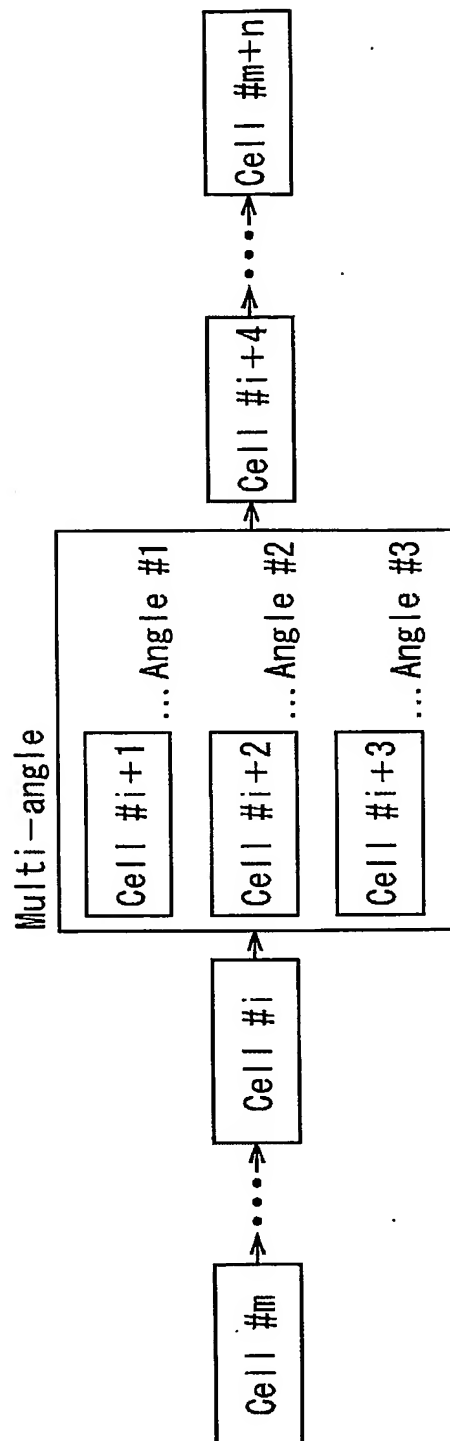 Multi-angle
Cell #m
Cell #i
Cell #i+1 ...Angle #1
Cell #i+2 ...Angle #2
Cell #i+3 ...Angle #3
Cell #i+4
Cell #m+n